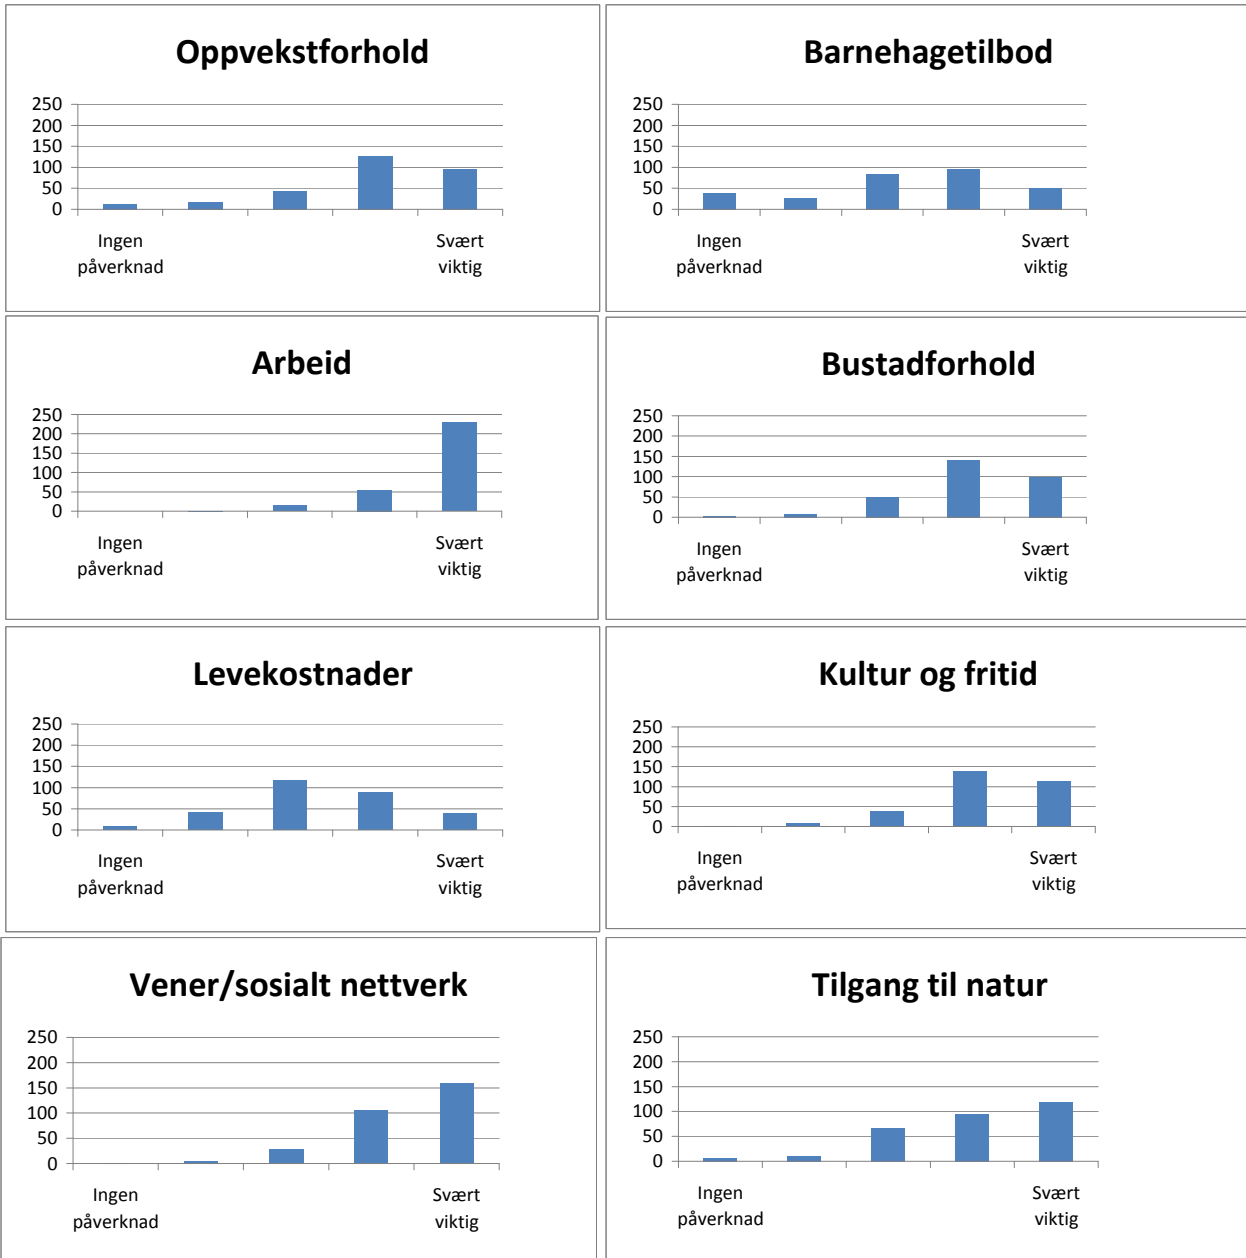 Oppvekstforhold
250
200
150
100
50
0
Ingen
påverknad
Svært
viktig
Barnehagetilbod
250
200
150
100
50
0
Ingen
påverknad
Svært
viktig
Arbeid
250
200
150
100
50
0
Ingen
påverknad
Svært
viktig
Bustadforhold
250
200
150
100
50
0
Ingen
påverknad
Svært
viktig
Levekostnader
250
200
150
100
50
0
Ingen
påverknad
Svært
viktig
Kultur og fritid
250
200
150
100
50
0
Ingen
påverknad
Svært
viktig
Vener/sosialt nettverk
250
200
150
100
50
0
Ingen
påverknad
Svært
viktig
Tilgang til natur
250
200
150
100
50
0
Ingen
påverknad
Svært
viktig